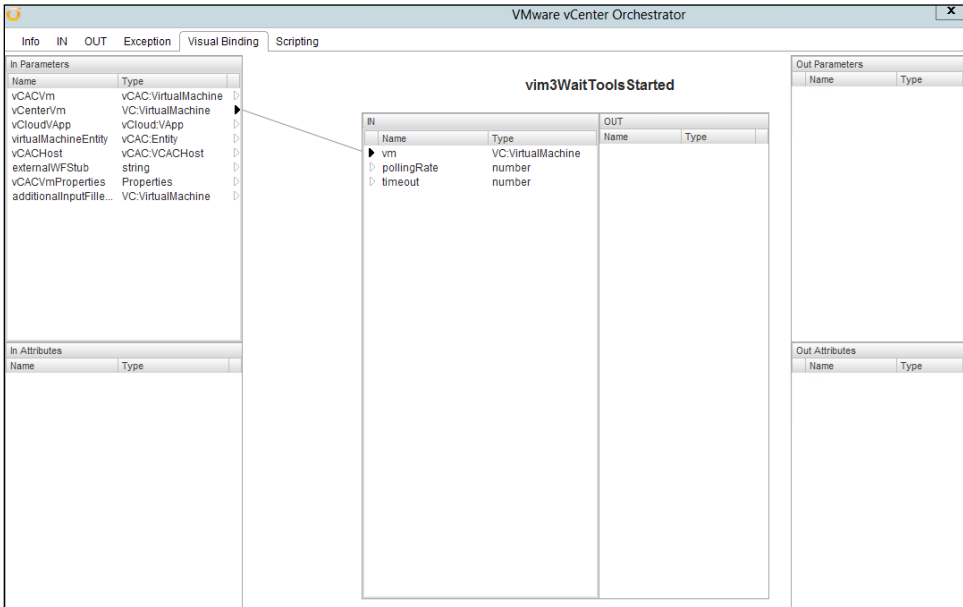 VMware vCenter Orchestrator
x
Info IN OUT Exception Visual Binding Scripting
In Parameters
Name Type
vCACVm vCAC:VirtualMachine
vCenterVm VC:VirtualMachine
vCloudVApp vCloud:VApp
virtualMachineEntity vCAC:Entity
vCACHost vCAC:VCACHost
externalWFStub string
vCACVmProperties Properties
additionalInputFille... VC:VirtualMachine
In Attributes
Name Type
vim3WaitToolsStarted
IN OUT
Name Type Name Type
vm VC:VirtualMachine
pollingRate number
timeout number
Out Parameters
Name Type
Out Attributes
Name Type